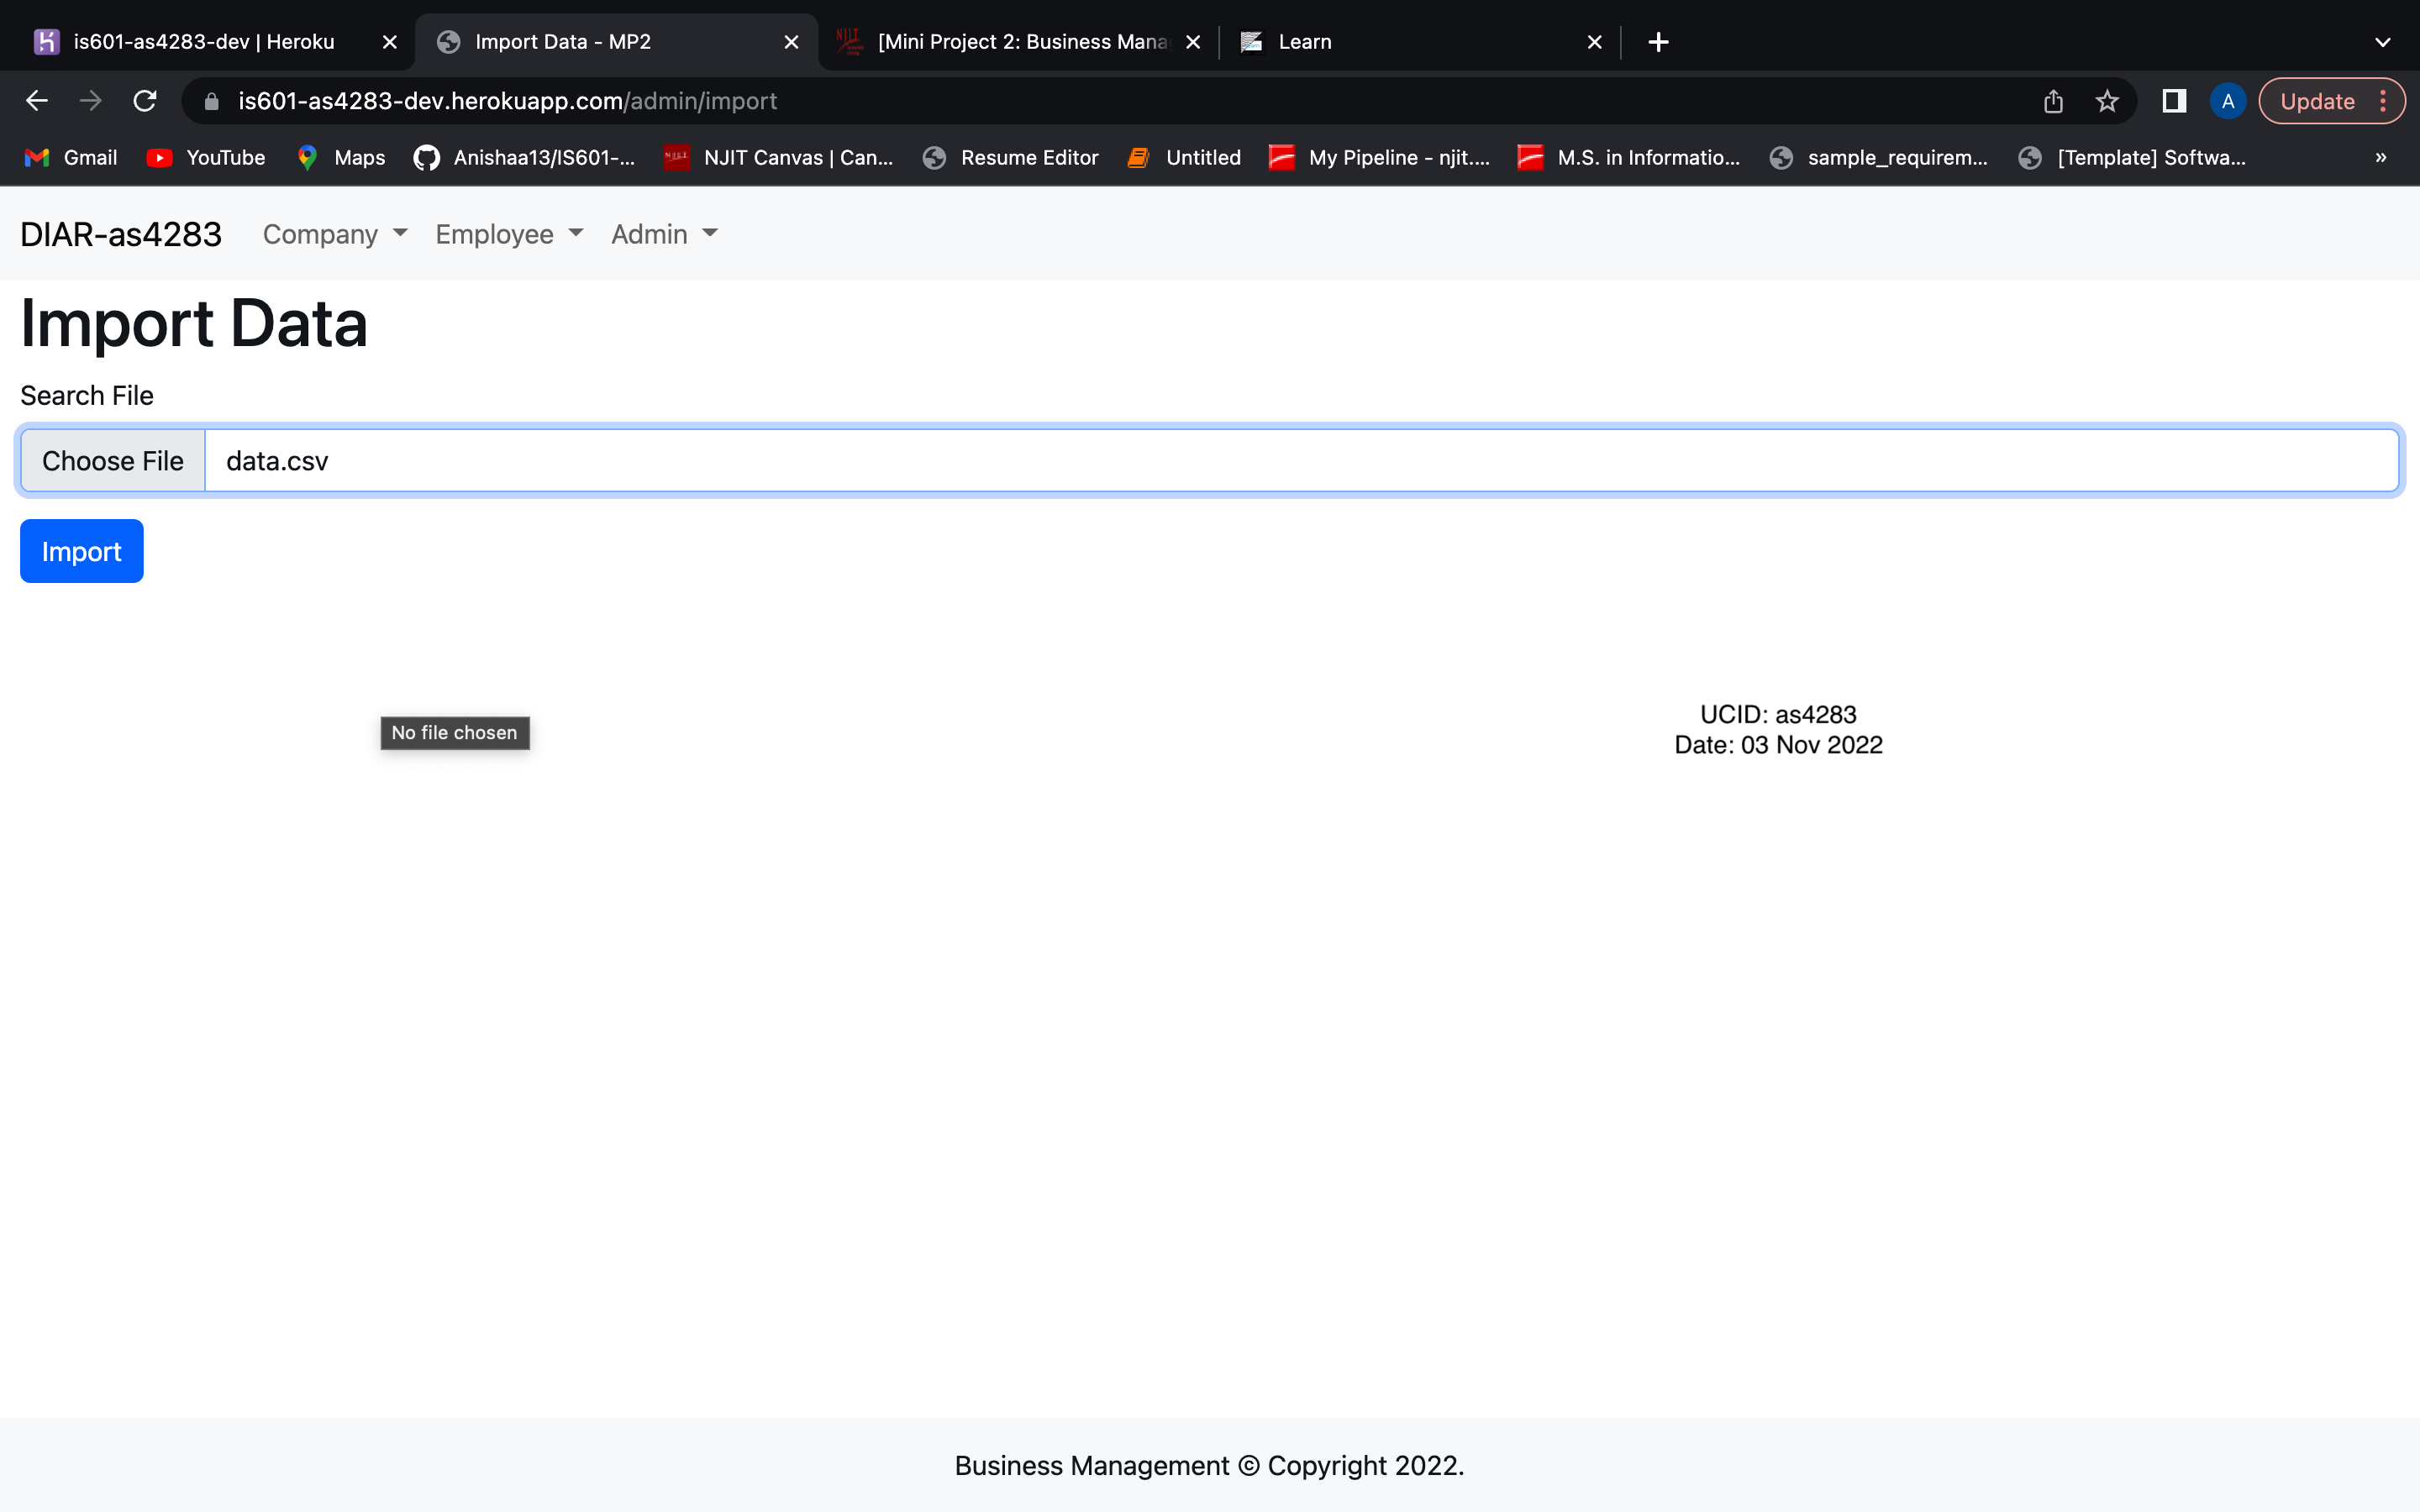 is601-as4283-dev | Heroku
Import Data - MP2
[Mini Project 2: Business Mana
Learn
is601-as4283-dev.herokuapp.com/admin/import
A
Update
Gmail
YouTube
Maps
Anishaa13/IS601-...
NJIT Canvas | Can...
Resume Editor
Untitled
My Pipeline - njit....
M.S. in Informatio...
sample_requirem...
[Template] Softwa...
»
DIAR-as4283
Company
Employee
Admin
Import Data
Search File
Choose File
data.csv
Import
No file chosen
UCID: as4283
Date: 03 Nov 2022
Business Management © Copyright 2022.